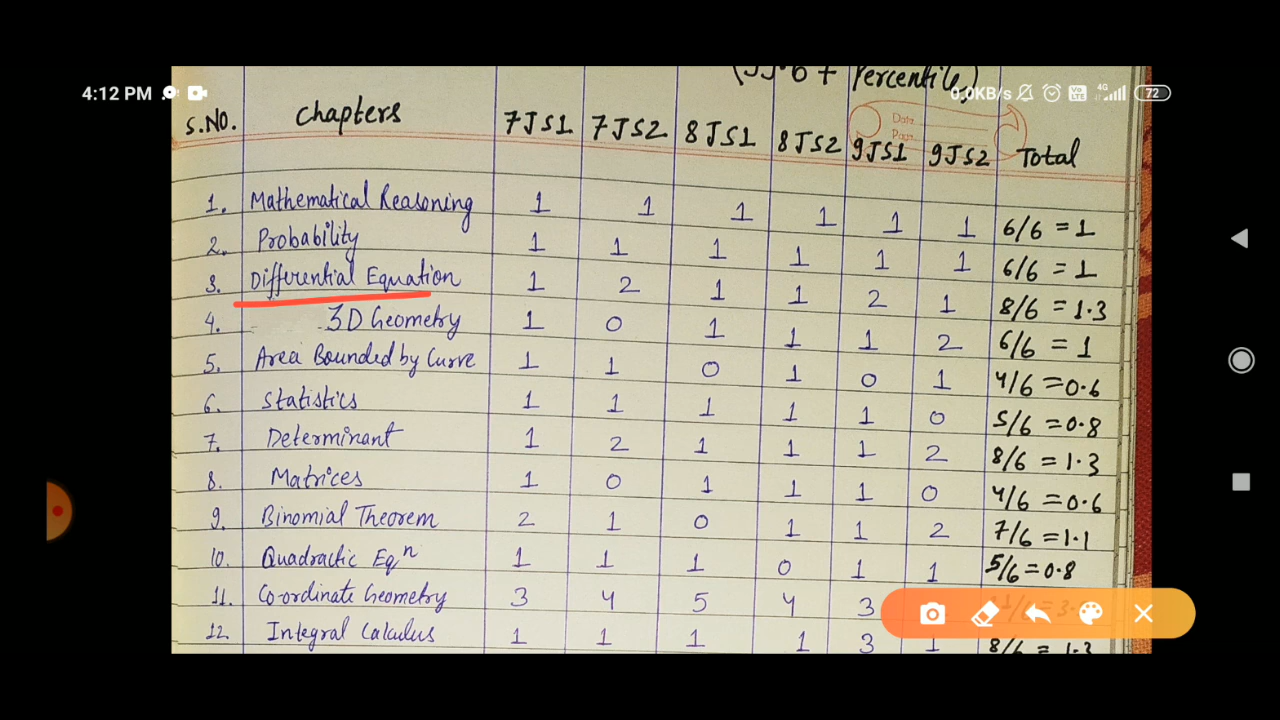 (JJ·6 + Percentile)
4:12 PM 0.0KB/s Vo LTE 4G 72
Date
Page
S.NO. Chapters 7JS1 7JS2 8JS1 8JS2 9JS1 9JS2 Total
1. Mathematical Reasoning 1 1 1 1 1 1 6/6 = 1
2. Probability 1 1 1 1 1 1 6/6 = 1
3. Differential Equation 1 2 1 1 2 1 8/6 = 1.3
4. 3D Geometry 1 0 1 1 1 2 6/6 = 1
5. Area Bounded by Curve 1 1 0 1 0 1 4/6 = 0.6
6. Statistics 1 1 1 1 1 0 5/6 = 0.8
7. Determinant 1 2 1 1 1 2 8/6 = 1.3
8. Matrices 1 0 1 1 1 0 4/6 = 0.6
9. Binomial Theorem 2 1 0 1 1 2 7/6 = 1.1
10. Quadractic Eqn 1 1 1 0 1 1 5/6 = 0.8
11. Co-ordinate Geometry 3 4 5 4 3
12. Integral Calculus 1 1 1 1 3 1 8/6 = 1.3